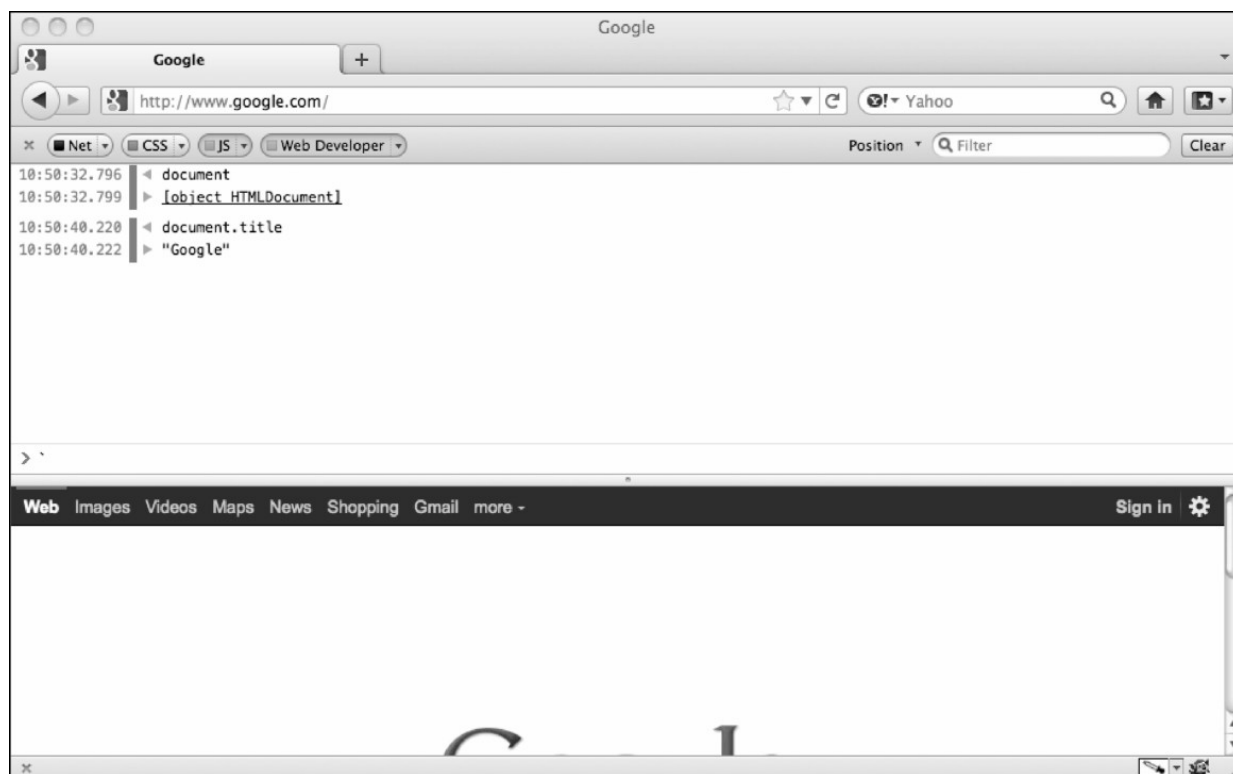 Google
Google
http://www.google.com/ Yahoo
Net CSS JS Web Developer Position Filter Clear
10:50:32.796 document
10:50:32.799 [object HTMLDocument]
10:50:40.220 document.title
10:50:40.222 "Google"
> `
Web Images Videos Maps News Shopping Gmail more Sign in